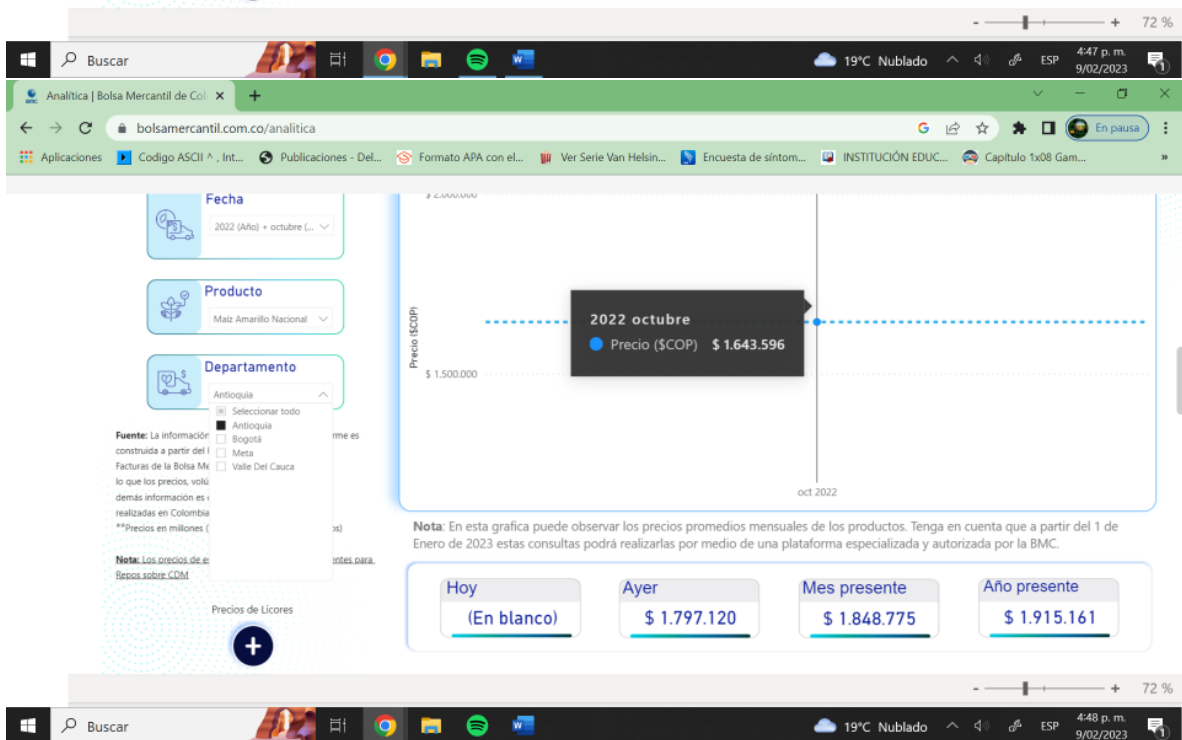 - + 72 %
Buscar
19°C Nublado ESP 4:47 p. m.
9/02/2023
1
Analítica | Bolsa Mercantil de Col
bolsamercantil.com.co/analitica
G En pausa
Aplicaciones Codigo ASCII ^ , Int... Publicaciones - Del... Formato APA con el... Ver Serie Van Helsin... Encuesta de síntom... INSTITUCIÓN EDUC... Capítulo 1x08 Gam... »
Fecha
2022 (Año) + octubre (...
Producto
Maíz Amarillo Nacional
Departamento
Antioquia
Seleccionar todo
Antioquia
Bogotá
Meta
Valle Del Cauca
Fuente: La información rme es
construida a partir del
Facturas de la Bolsa Me
lo que los precios, volú
demás información es
realizadas en Colombia
**Precios en millones ( os)
Nota: Los precios de e entes para
Repos sobre CDM
Precios de Licores
+
$ 2.000.000
Precio ($COP)
2022 octubre
Precio ($COP) $ 1.643.596
$ 1.500.000
oct 2022
Nota: En esta grafica puede observar los precios promedios mensuales de los productos. Tenga en cuenta que a partir del 1 de
Enero de 2023 estas consultas podrá realizarlas por medio de una plataforma especializada y autorizada por la BMC.
Hoy Ayer Mes presente Año presente
(En blanco) $ 1.797.120 $ 1.848.775 $ 1.915.161
- + 72 %
Buscar
19°C Nublado ESP 4:48 p. m.
9/02/2023
1